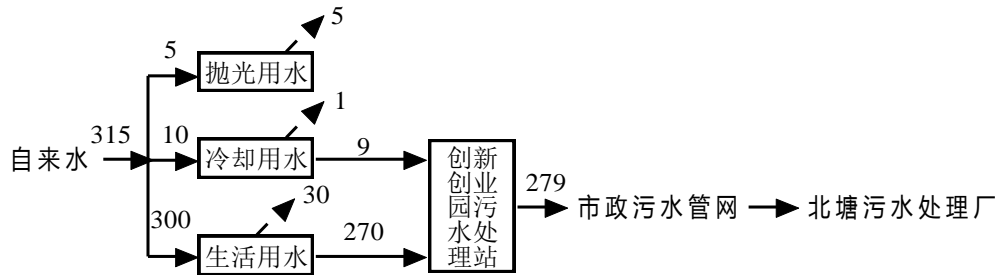 5
5
抛光用水
1
自来水
315
10
冷却用水
9
创新
创业
园污
水处
理站
279
市政污水管网
北塘污水处理厂
30
300
生活用水
270